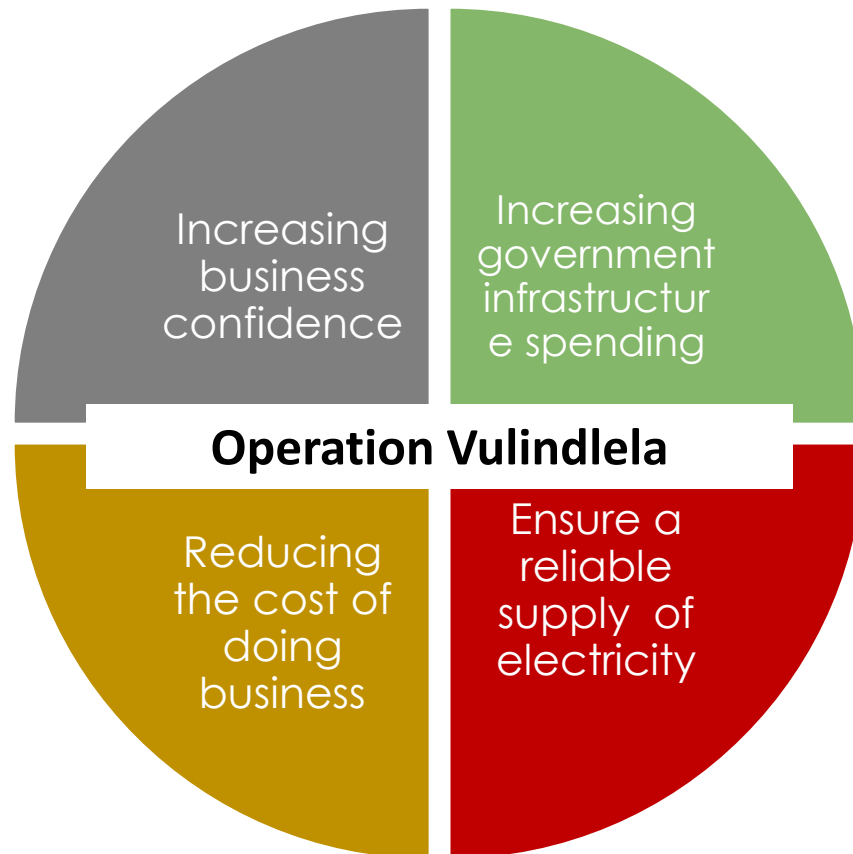 Increasing
business
confidence
Increasing
government
infrastructur
e spending
Operation Vulindlela
Reducing
the cost of
doing
business
Ensure a
reliable
supply  of
electricity